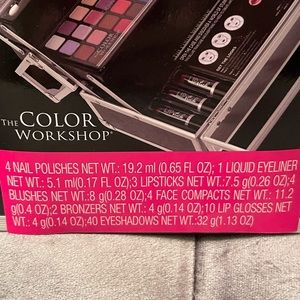 THE COLOR
WORKSHOP®
4 NAIL POLISHES NET WT.: 19.2 ml (0.65 FL OZ); 1 LIQUID EYELINER
NET WT.: 5.1 ml(0.17 FL OZ);3 LIPSTICKS NET WT.:7.5 g(0.26 OZ);4
BLUSHES NET WT.:8 g(0.28 OZ);4 FACE COMPACTS NET WT.: 11.2
g(0.4 OZ);2 BRONZERS NET WT.: 4 g(0.14 OZ);10 LIP GLOSSES NET
WT.: 4 g(0.14 OZ);40 EYESHADOWS NET WT.:32 g(1.13 OZ)